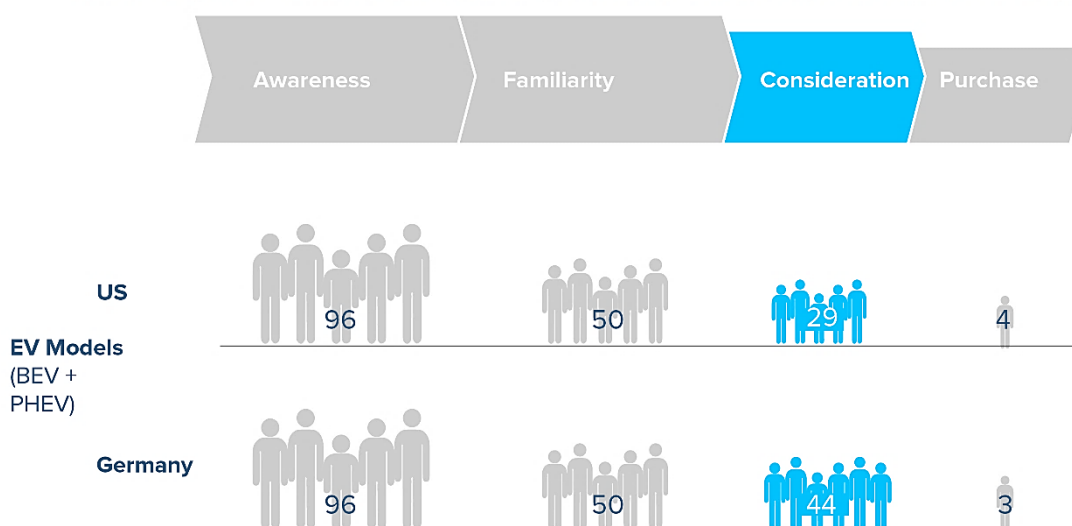 Awareness
Familiarity
Consideration
Purchase
US
96
50
29
4
EV Models
(BEV +
PHEV)
Germany
96
50
44
3